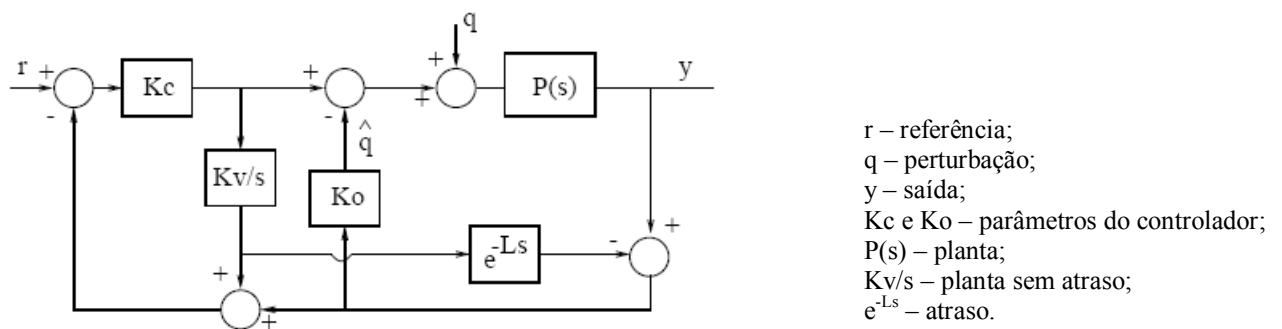 q
r + Kc + - + + P(s) y
-
q̂
Kv/s
Ko
+ e^-Ls - +
+
r – referência;
q – perturbação;
y – saída;
Kc e Ko – parâmetros do controlador;
P(s) – planta;
Kv/s – planta sem atraso;
e^-Ls – atraso.